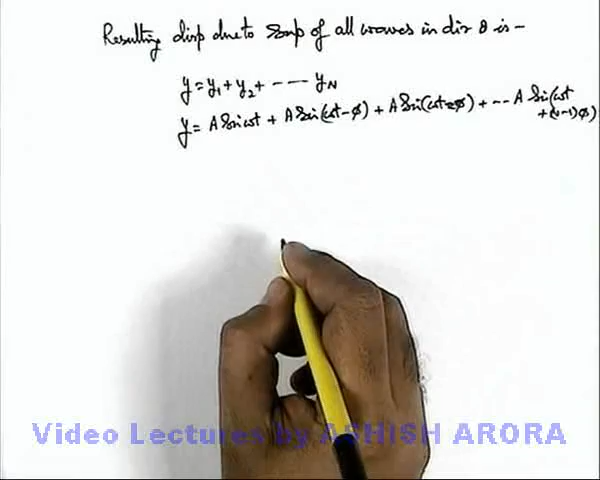 Resulting disp due to Sup of all waves in dir θ is –
y = y₁ + y₂ + --- yN
y = A Sin ωt + A Sin(ωt-φ) + A Sin(ωt-2φ) + -- A Sin(ωt
+(N-1)φ)
Video Lectures by ASHISH ARORA